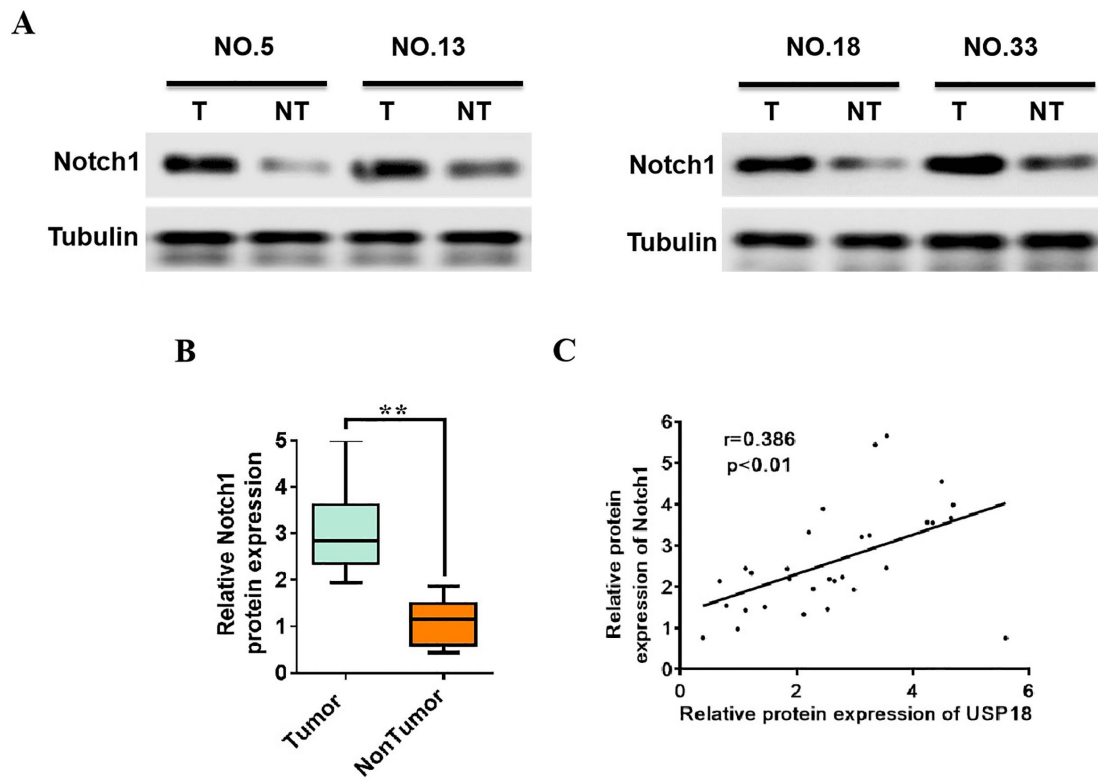 A
NO.5 NO.13 NO.18 NO.33
T NT T NT T NT T NT
Notch1 Notch1
Tubulin Tubulin
B
**
Relative Notch1
protein expression
5
4
3
2
1
0
Tumor
NonTumor
C
r=0.386
p<0.01
Relative protein
expression of Notch1
6
5
4
3
2
1
0
0 2 4 6
Relative protein expression of USP18